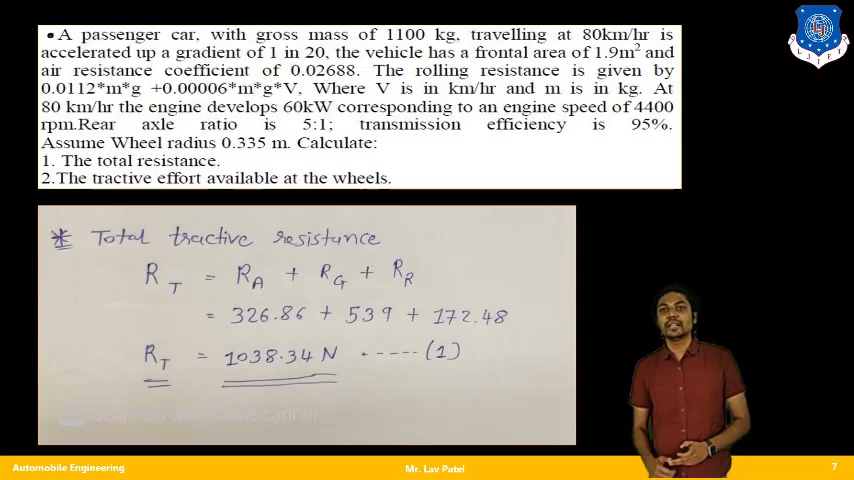 • A passenger car, with gross mass of 1100 kg, travelling at 80km/hr is
accelerated up a gradient of 1 in 20, the vehicle has a frontal area of 1.9m² and
air resistance coefficient of 0.02688. The rolling resistance is given by
0.0112*m*g +0.00006*m*g*V, Where V is in km/hr and m is in kg. At
80 km/hr the engine develops 60kW corresponding to an engine speed of 4400
rpm.Rear axle ratio is 5:1; transmission efficiency is 95%.
Assume Wheel radius 0.335 m. Calculate:
1. The total resistance.
2.The tractive effort available at the wheels.
* Total tractive resistance
R_T = R_A + R_G + R_R
= 326.86 + 539 + 172.48
R_T = 1038.34 N ----- (1)
Automobile Engineering
Mr. Lav Patel
7